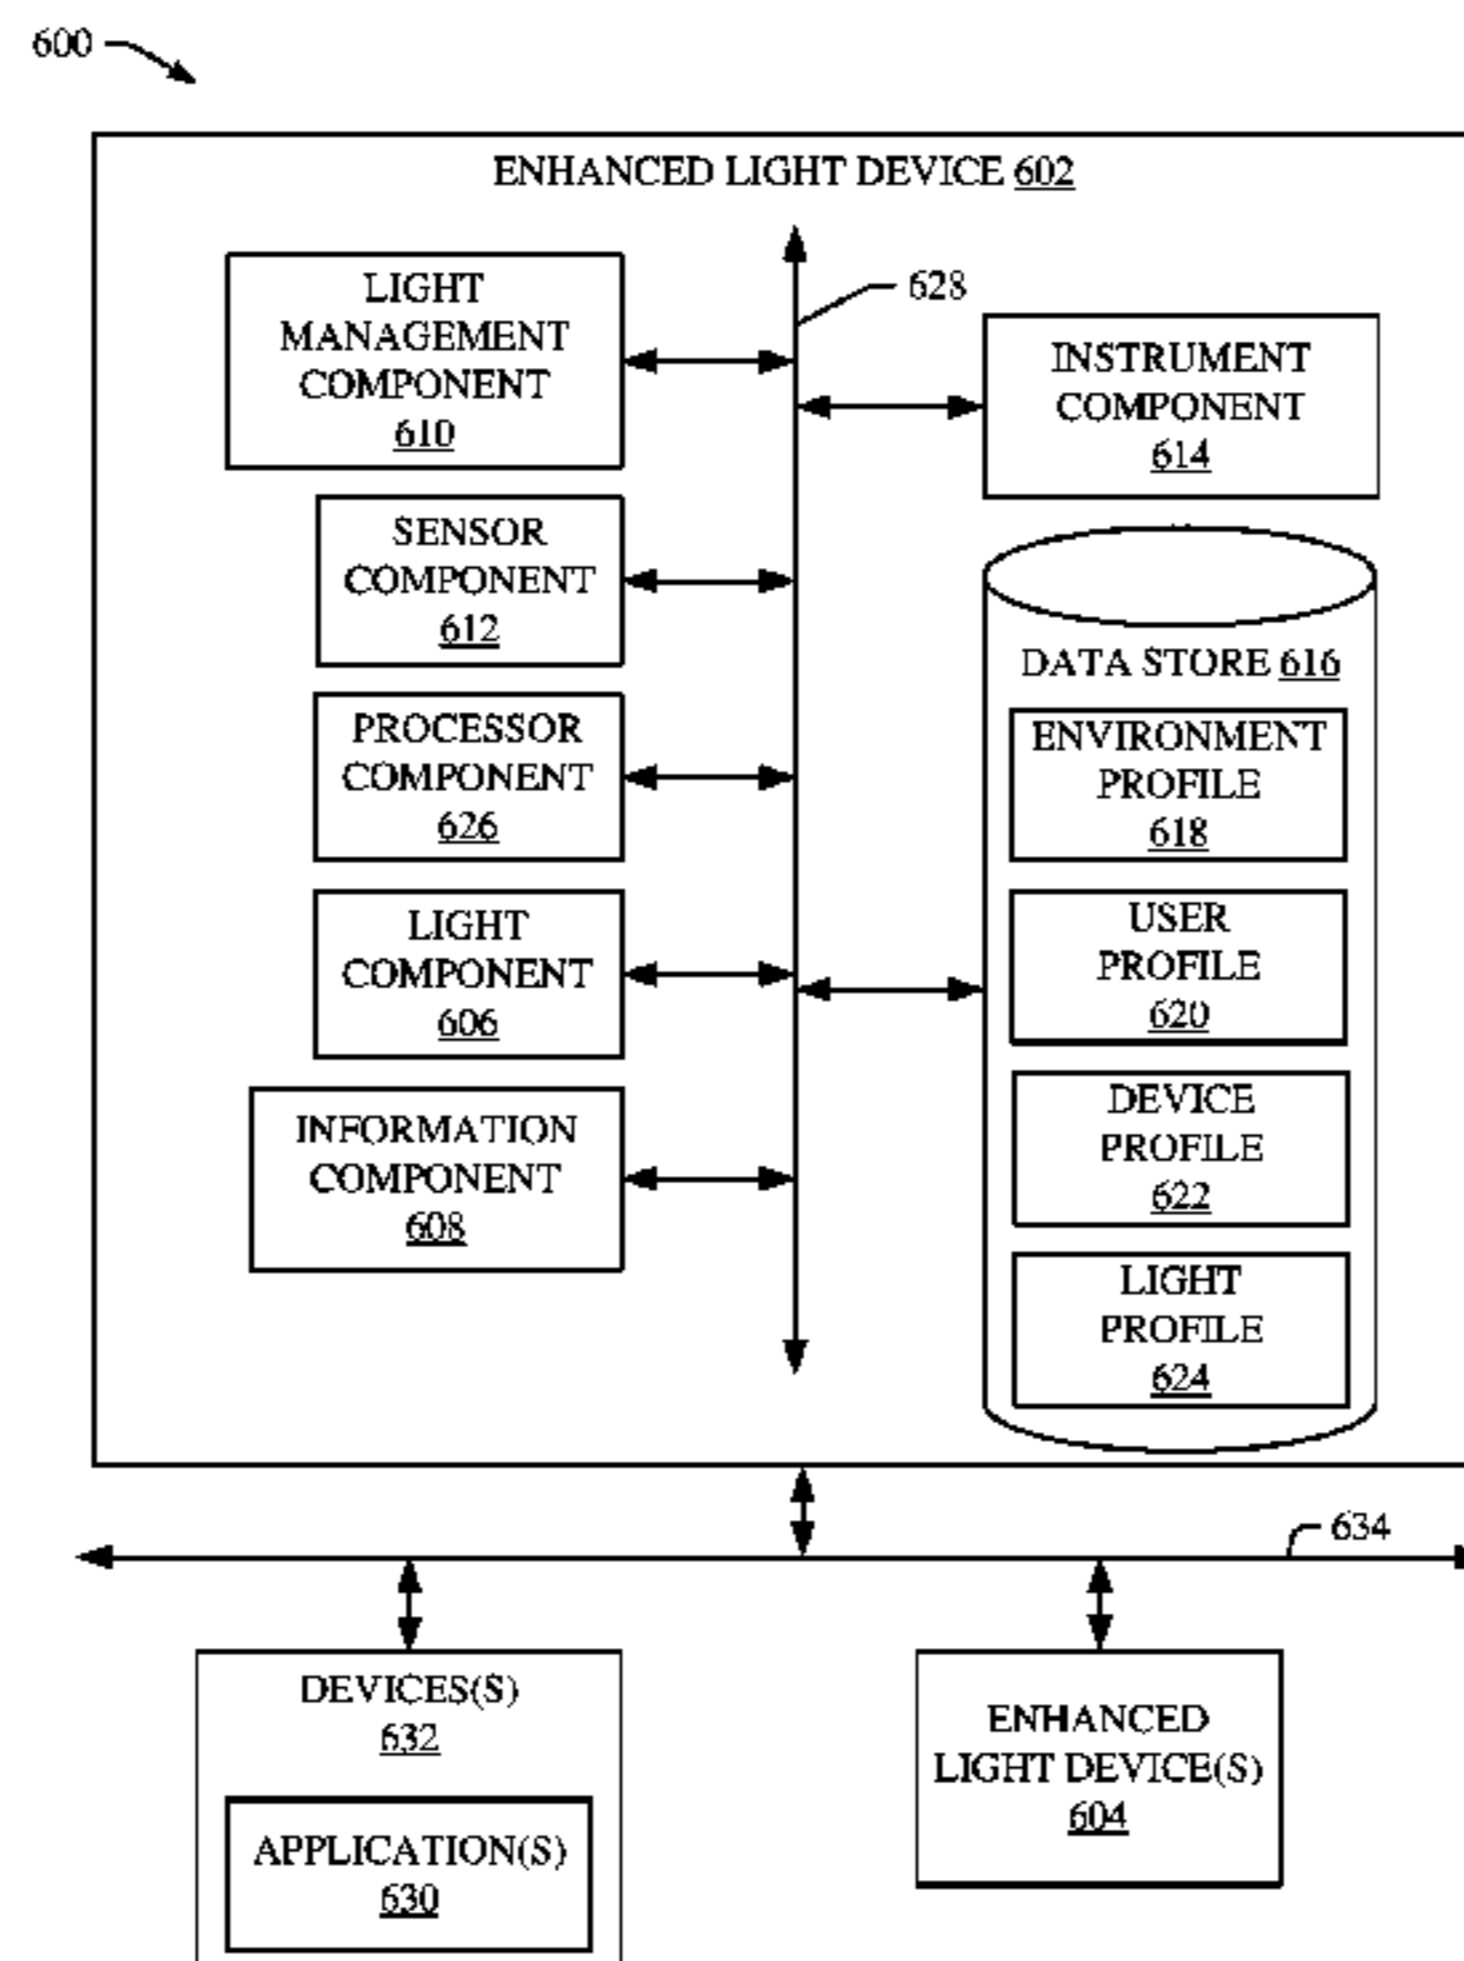 600
ENHANCED LIGHT DEVICE 602
628
LIGHT
MANAGEMENT
COMPONENT
610
INSTRUMENT
COMPONENT
614
SENSOR
COMPONENT
612
PROCESSOR
COMPONENT
626
LIGHT
COMPONENT
606
INFORMATION
COMPONENT
608
DATA STORE 616
ENVIRONMENT
PROFILE
618
USER
PROFILE
620
DEVICE
PROFILE
622
LIGHT
PROFILE
624
634
DEVICES(S)
632
APPLICATION(S)
630
ENHANCED
LIGHT DEVICE(S)
604